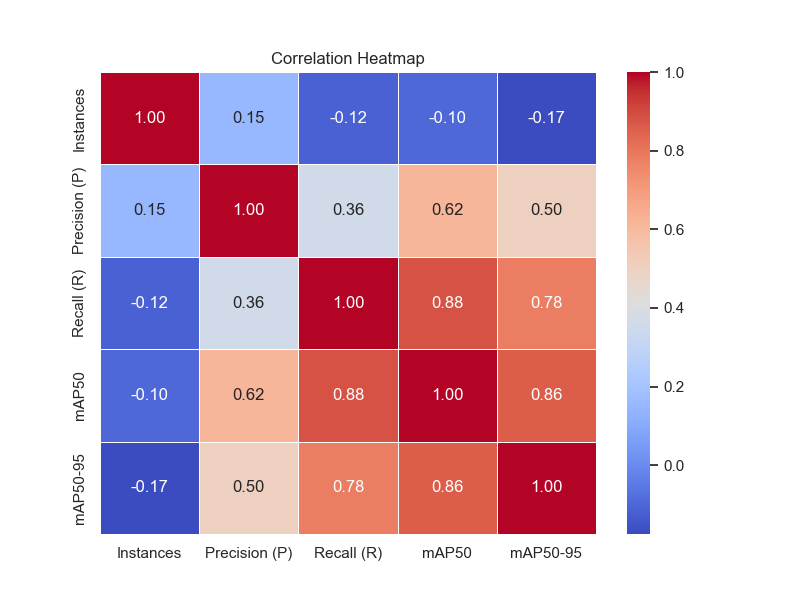 Correlation Heatmap
Instances 1.00 0.15 -0.12 -0.10 -0.17
Precision (P) 0.15 1.00 0.36 0.62 0.50
Recall (R) -0.12 0.36 1.00 0.88 0.78
mAP50 -0.10 0.62 0.88 1.00 0.86
mAP50-95 -0.17 0.50 0.78 0.86 1.00
Instances Precision (P) Recall (R) mAP50 mAP50-95
1.0
0.8
0.6
0.4
0.2
0.0